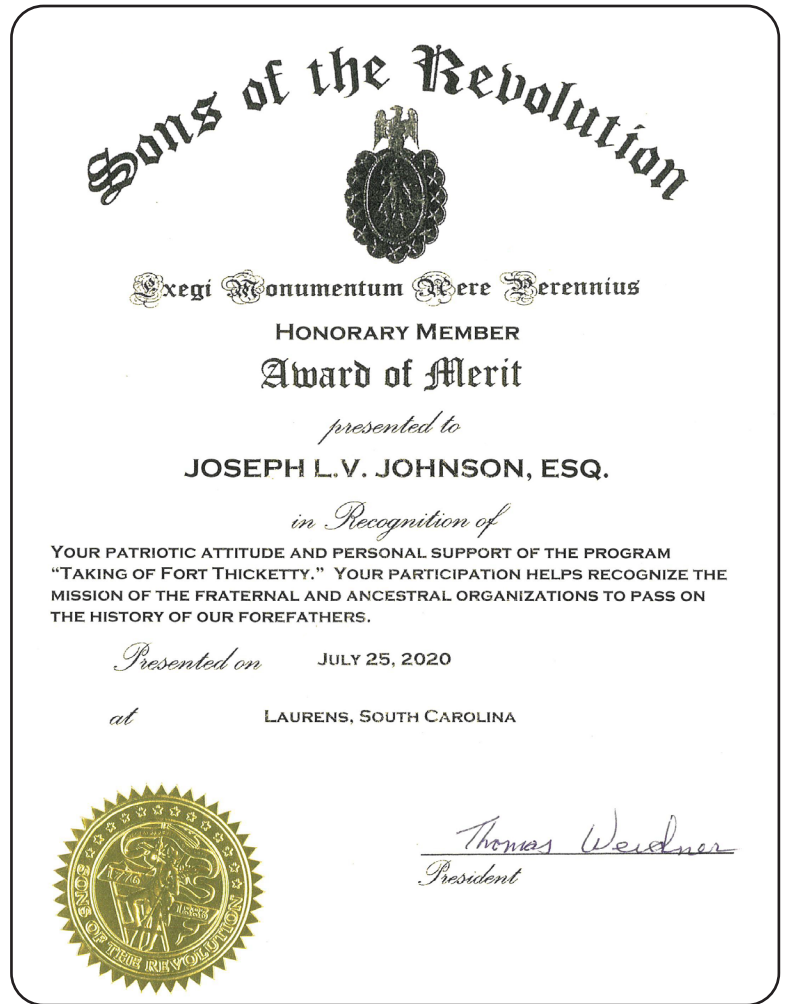 Sons of the Revolution
Exegi Monumentum Aere Perennius
HONORARY MEMBER
Award of Merit
presented to
JOSEPH L.V. JOHNSON, ESQ.
in Recognition of
YOUR PATRIOTIC ATTITUDE AND PERSONAL SUPPORT OF THE PROGRAM
“TAKING OF FORT THICKETTY.” YOUR PARTICIPATION HELPS RECOGNIZE THE
MISSION OF THE FRATERNAL AND ANCESTRAL ORGANIZATIONS TO PASS ON
THE HISTORY OF OUR FOREFATHERS.
Presented on JULY 25, 2020
at LAURENS, SOUTH CAROLINA
Thomas Weidner
President
1776
SONS OF THE REVOLUTION